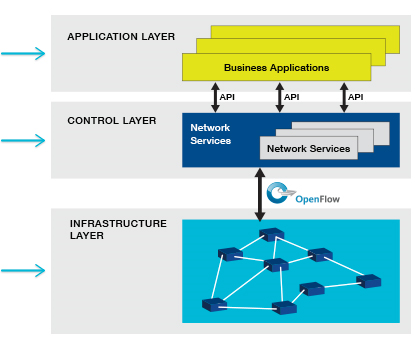 APPLICATION LAYER
Business Applications
API
API
API
CONTROL LAYER
Network
Services
Network Services
OpenFlow
INFRASTRUCTURE
LAYER